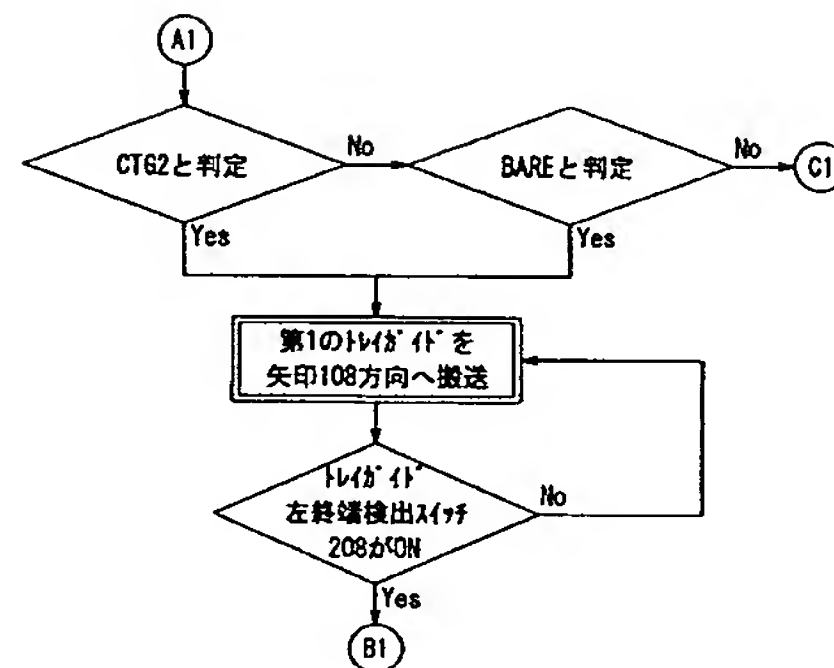 A1
CTG2と判定
No
BAREと判定
No
C1
Yes
Yes
第1のﾄﾚｲｶﾞｲﾄﾞを
矢印108方向へ搬送
ﾄﾚｲｶﾞｲﾄﾞ
左終端検出ｽｲｯﾁ
208がON
No
Yes
B1